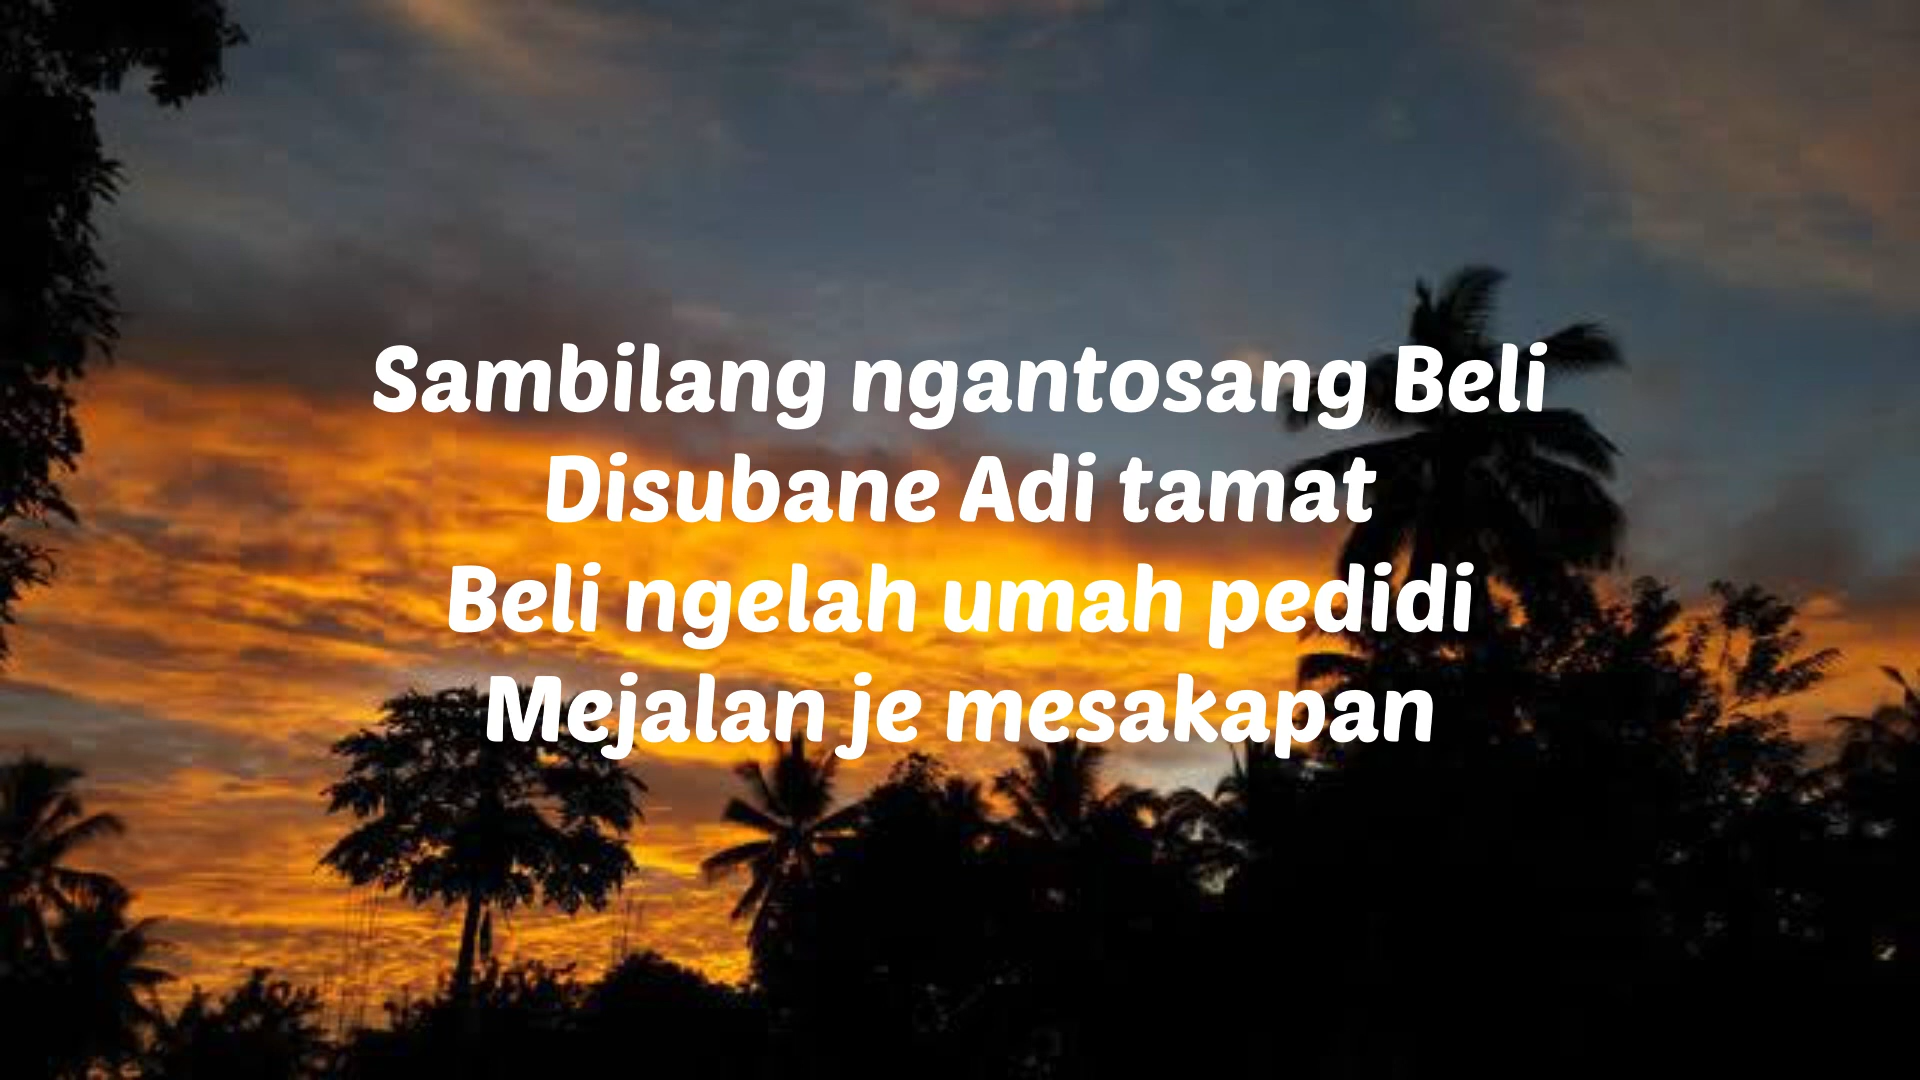 Sambilang ngantosang Beli
Disubane Adi tamat
Beli ngelah umah pedidi
Mejalan je mesakapan